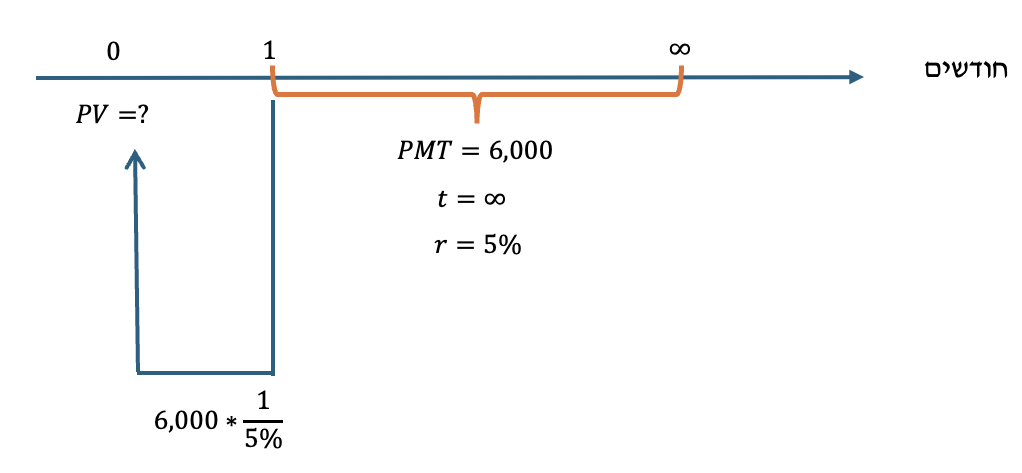 0 1 ∞
חודשים
PV =?
PMT = 6,000
t = ∞
r = 5%
6,000 * 1/5%